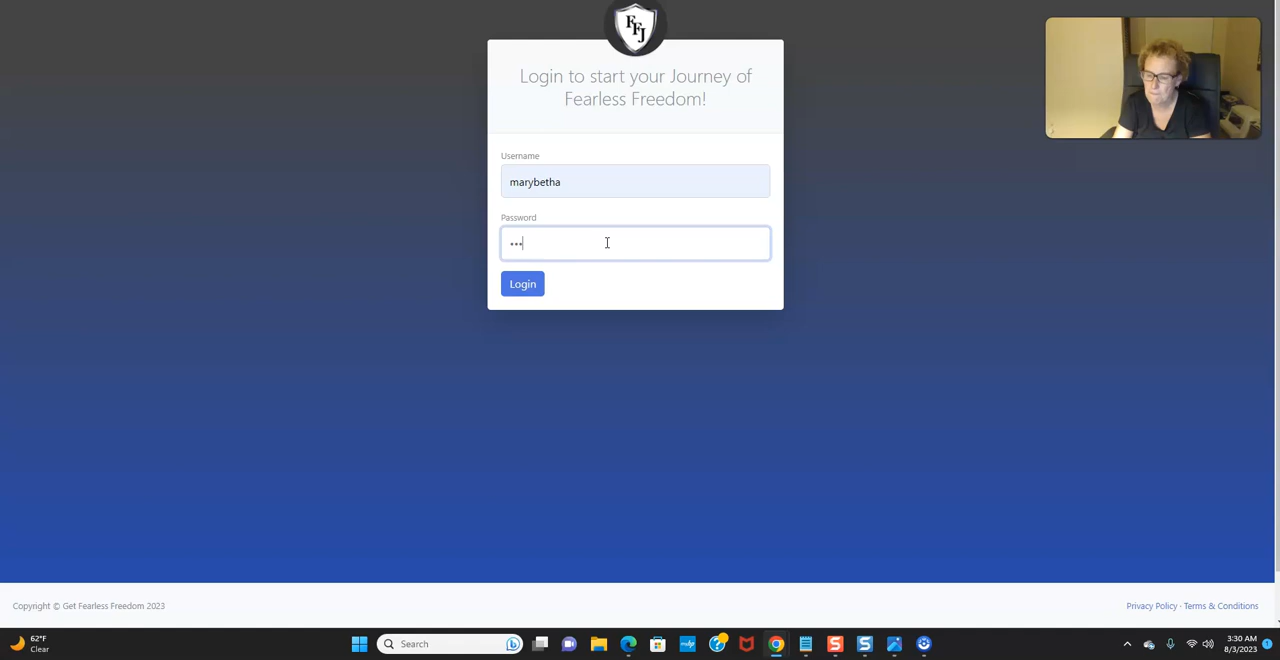 FFJ
Login to start your Journey of
Fearless Freedom!
Username
marybetha
Password
•••
Login
Copyright © Get Fearless Freedom 2023
Privacy Policy · Terms & Conditions
62°F
Clear
Search
3:30 AM
8/3/2023
1